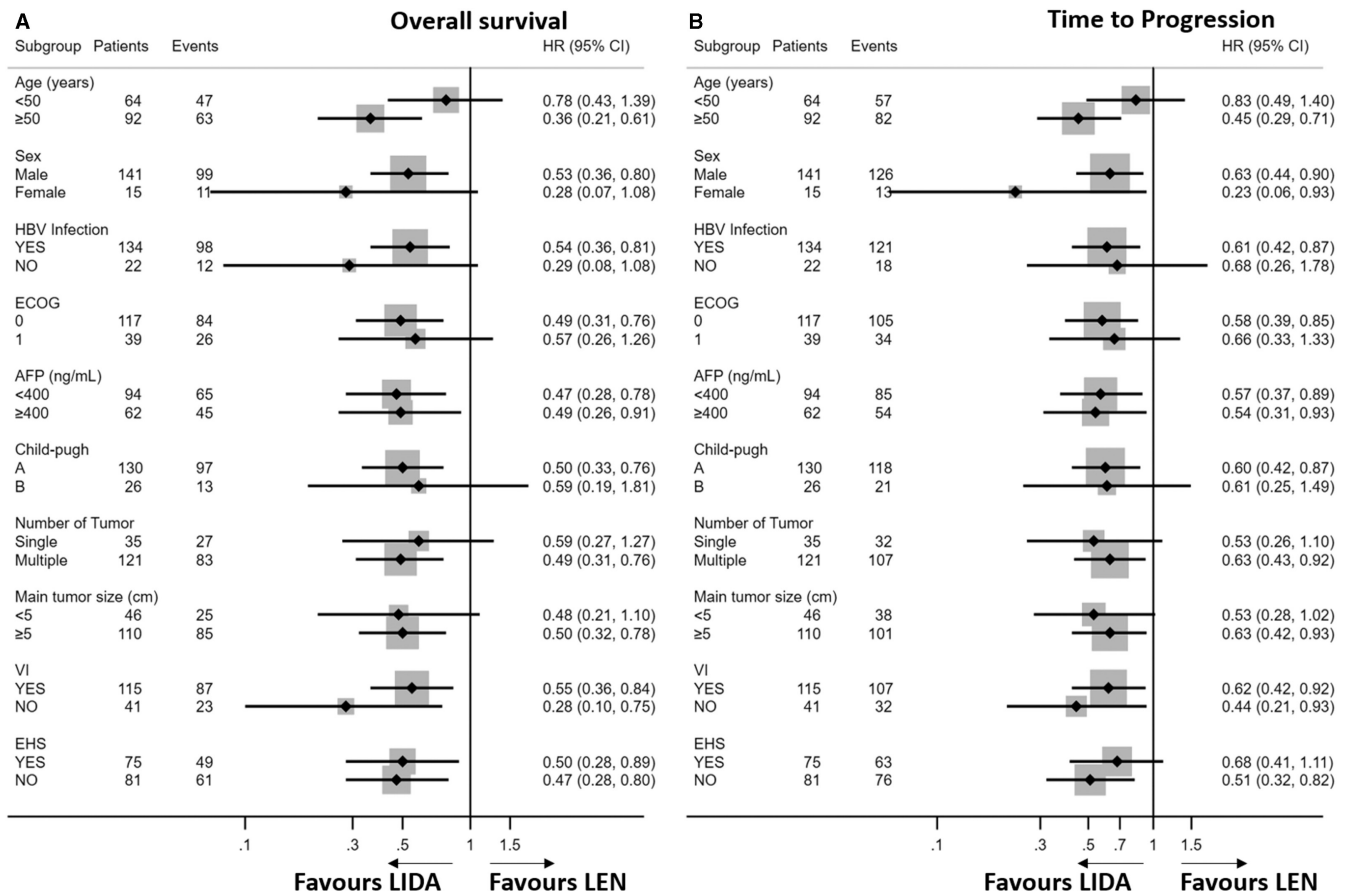 A Overall survival
Subgroup Patients Events HR (95% CI)
Age (years)
<50 64 47 0.78 (0.43, 1.39)
≥50 92 63 0.36 (0.21, 0.61)
Sex
Male 141 99 0.53 (0.36, 0.80)
Female 15 11 0.28 (0.07, 1.08)
HBV Infection
YES 134 98 0.54 (0.36, 0.81)
NO 22 12 0.29 (0.08, 1.08)
ECOG
0 117 84 0.49 (0.31, 0.76)
1 39 26 0.57 (0.26, 1.26)
AFP (ng/mL)
<400 94 65 0.47 (0.28, 0.78)
≥400 62 45 0.49 (0.26, 0.91)
Child-pugh
A 130 97 0.50 (0.33, 0.76)
B 26 13 0.59 (0.19, 1.81)
Number of Tumor
Single 35 27 0.59 (0.27, 1.27)
Multiple 121 83 0.49 (0.31, 0.76)
Main tumor size (cm)
<5 46 25 0.48 (0.21, 1.10)
≥5 110 85 0.50 (0.32, 0.78)
VI
YES 115 87 0.55 (0.36, 0.84)
NO 41 23 0.28 (0.10, 0.75)
EHS
YES 75 49 0.50 (0.28, 0.89)
NO 81 61 0.47 (0.28, 0.80)
.1 .3 .5 1 1.5
Favours LIDA Favours LEN
B Time to Progression
Subgroup Patients Events HR (95% CI)
Age (years)
<50 64 57 0.83 (0.49, 1.40)
≥50 92 82 0.45 (0.29, 0.71)
Sex
Male 141 126 0.63 (0.44, 0.90)
Female 15 13 0.23 (0.06, 0.93)
HBV Infection
YES 134 121 0.61 (0.42, 0.87)
NO 22 18 0.68 (0.26, 1.78)
ECOG
0 117 105 0.58 (0.39, 0.85)
1 39 34 0.66 (0.33, 1.33)
AFP (ng/mL)
<400 94 85 0.57 (0.37, 0.89)
≥400 62 54 0.54 (0.31, 0.93)
Child-pugh
A 130 118 0.60 (0.42, 0.87)
B 26 21 0.61 (0.25, 1.49)
Number of Tumor
Single 35 32 0.53 (0.26, 1.10)
Multiple 121 107 0.63 (0.43, 0.92)
Main tumor size (cm)
<5 46 38 0.53 (0.28, 1.02)
≥5 110 101 0.63 (0.42, 0.93)
VI
YES 115 107 0.62 (0.42, 0.92)
NO 41 32 0.44 (0.21, 0.93)
EHS
YES 75 63 0.68 (0.41, 1.11)
NO 81 76 0.51 (0.32, 0.82)
.1 .3 .5 .7 1 1.5
Favours LIDA Favours LEN